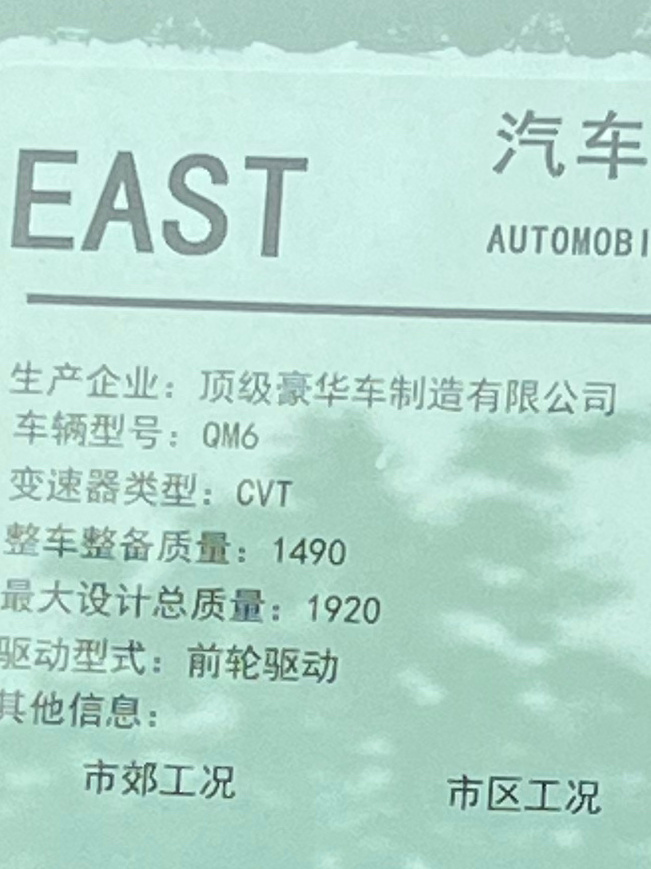 汽车
EAST
AUTOMOBI
生产企业：顶级豪华车制造有限公司
车辆型号：QM6
变速器类型：CVT
整车整备质量：1490
最大设计总质量：1920
驱动型式：前轮驱动
其他信息：
市郊工况 市区工况